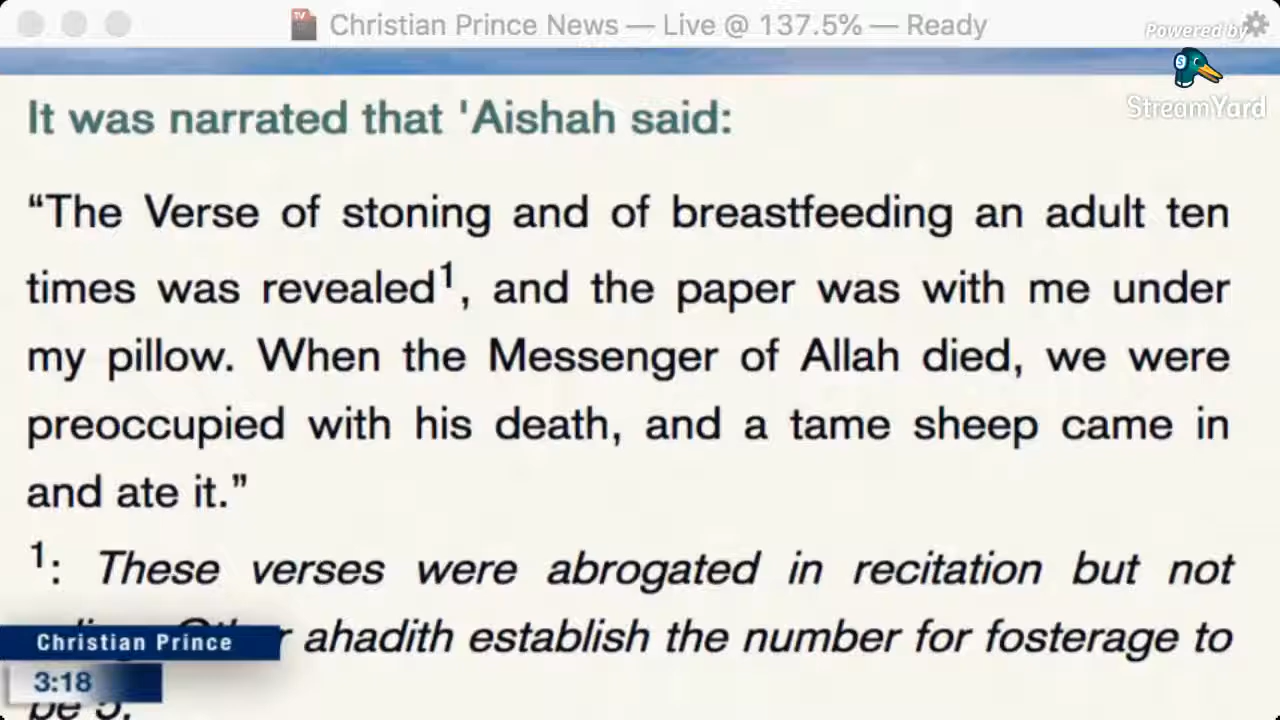 Christian Prince News — Live @ 137.5% — Ready
Powered by
StreamYard
It was narrated that 'Aishah said:
“The Verse of stoning and of breastfeeding an adult ten
times was revealed1, and the paper was with me under
my pillow. When the Messenger of Allah died, we were
preoccupied with his death, and a tame sheep came in
and ate it.”
1: These verses were abrogated in recitation but not
ahadith establish the number for fosterage to
Christian Prince
3:18
be 5.